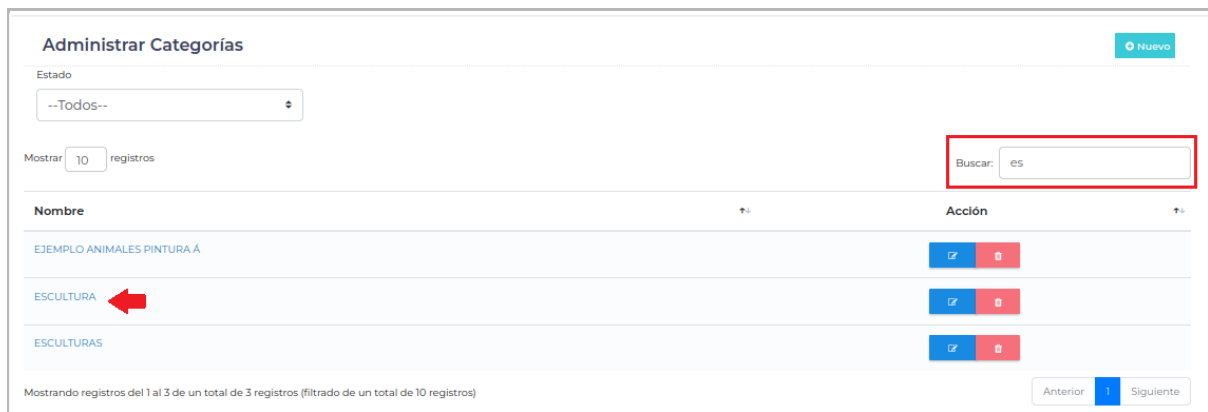 Administrar Categorías
Nuevo
Estado
--Todos--
Mostrar 10 registros
Buscar: es
Nombre Acción
EJEMPLO ANIMALES PINTURA Á
ESCULTURA
ESCULTURAS
Mostrando registros del 1 al 3 de un total de 3 registros (filtrado de un total de 10 registros)
Anterior 1 Siguiente